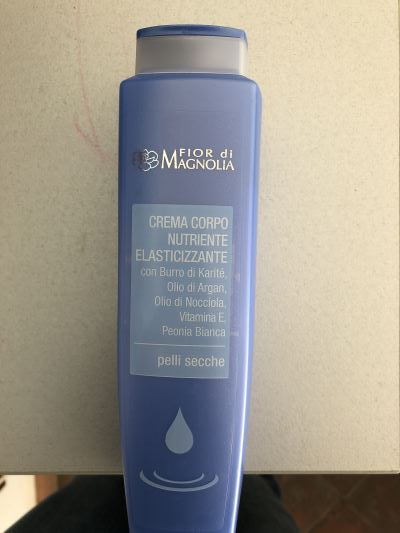 FIOR di
MAGNOLIA
CREMA CORPO
NUTRIENTE
ELASTICIZZANTE
con Burro di Karité,
Olio di Argan,
Olio di Nocciola,
Vitamina E,
Peonia Bianca
pelli secche